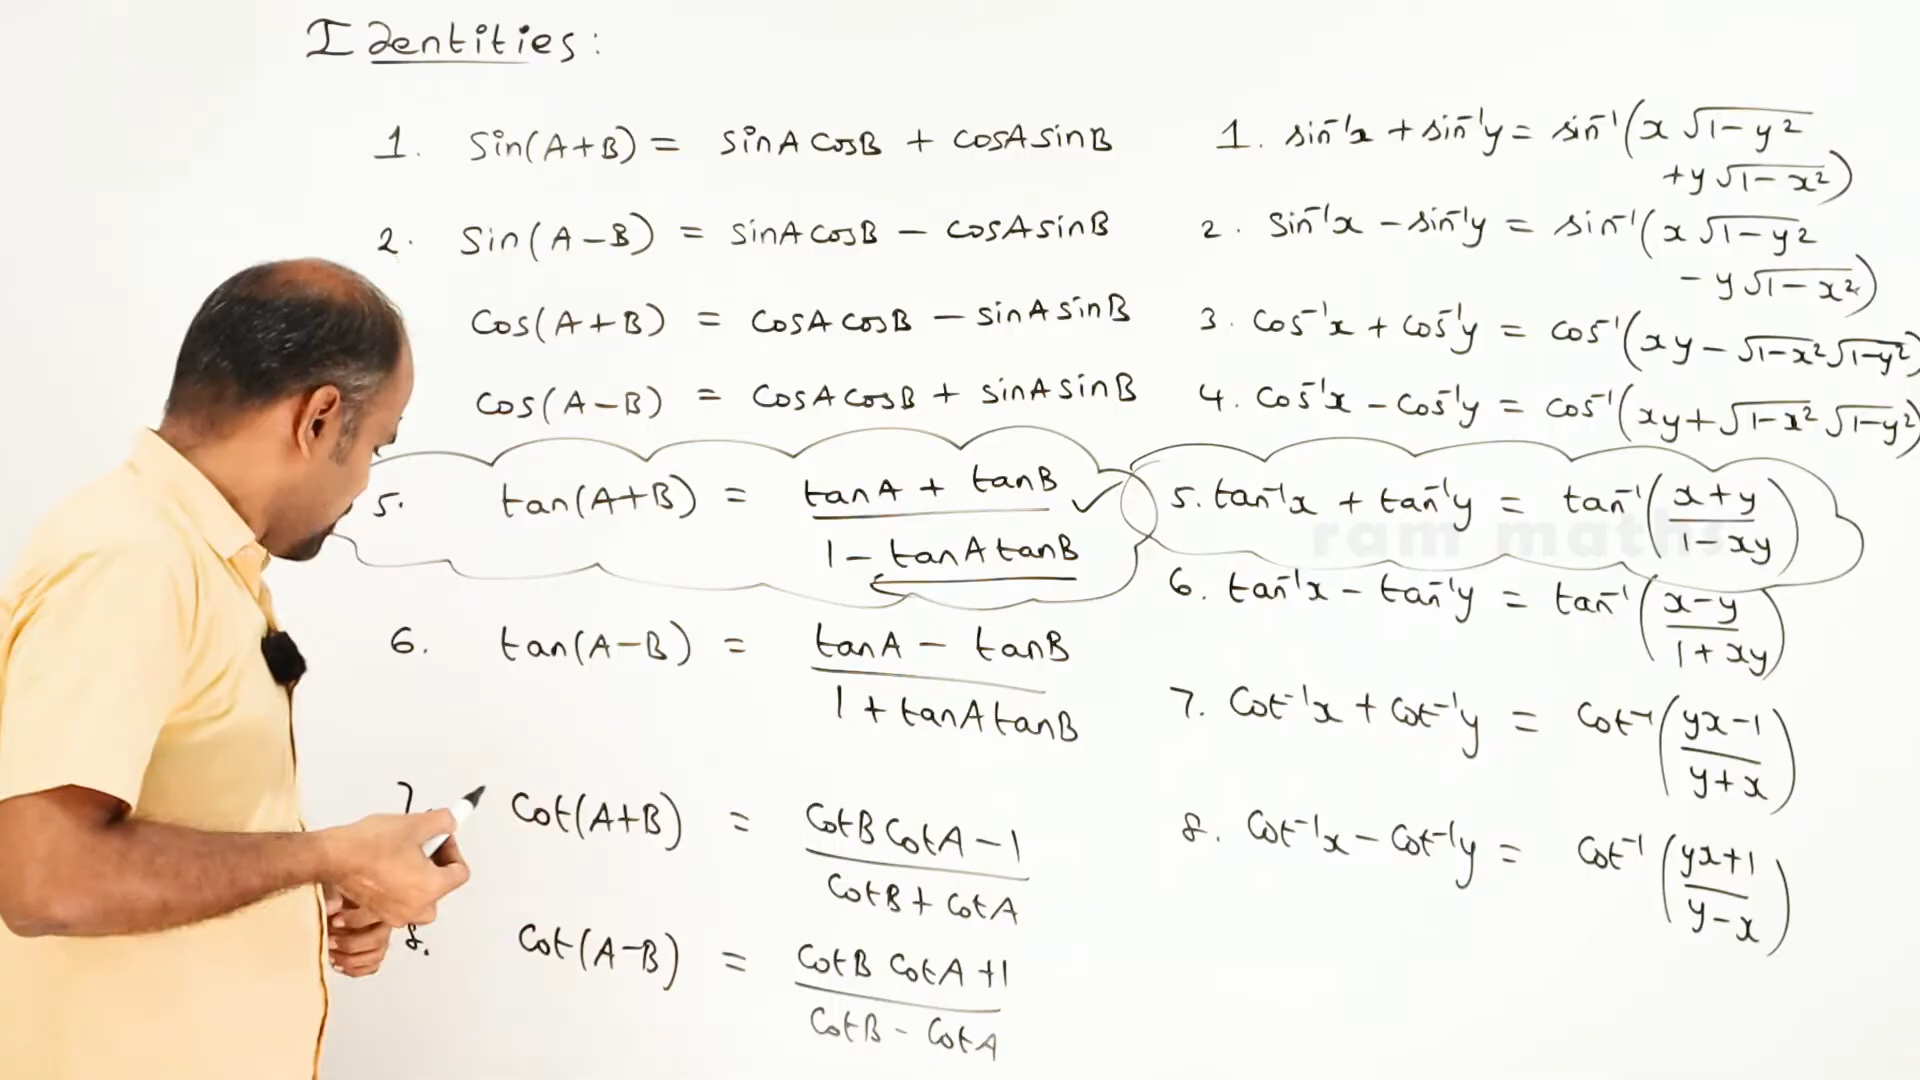 Identities:
1. Sin(A+B) = sinA cosB + cosA sinB
2. Sin(A-B) = sinA cosB - cosA sinB
Cos(A+B) = cosA cosB - sinA sinB
Cos(A-B) = cosA cosB + sinA sinB
5. tan(A+B) = tanA + tanB ✓
1 - tanA tanB
6. tan(A-B) = tanA - tanB
1 + tanA tanB
7. Cot(A+B) = CotB CotA - 1
CotB + CotA
8. Cot(A-B) = CotB CotA + 1
CotB - CotA
1. sin⁻¹x + sin⁻¹y = sin⁻¹(x √1-y²
+ y √1-x²)
2. sin⁻¹x - sin⁻¹y = sin⁻¹(x √1-y²
- y √1-x²)
3. cos⁻¹x + cos⁻¹y = cos⁻¹(xy - √1-x² √1-y²)
4. cos⁻¹x - cos⁻¹y = cos⁻¹(xy + √1-x² √1-y²)
5. tan⁻¹x + tan⁻¹y = tan⁻¹(x+y
1-xy)
ram maths
6. tan⁻¹x - tan⁻¹y = tan⁻¹(x-y
1+xy)
7. Cot⁻¹x + Cot⁻¹y = Cot⁻¹(yx-1
y+x)
8. Cot⁻¹x - Cot⁻¹y = Cot⁻¹(yx+1
y-x)